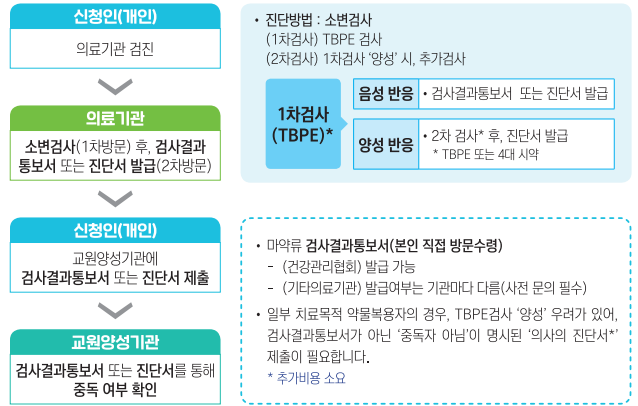 신청인(개인)
의료기관 검진
의료기관
소변검사(1차방문) 후, 검사결과
통보서 또는 진단서 발급(2차방문)
신청인(개인)
교원양성기관에
검사결과통보서 또는 진단서 제출
교원양성기관
검사결과통보서 또는 진단서를 통해
중독 여부 확인
• 진단방법 : 소변검사
(1차검사) TBPE 검사
(2차검사) 1차검사 ‘양성’ 시, 추가검사
1차검사
(TBPE)*
음성 반응
• 검사결과통보서 또는 진단서 발급
양성 반응
• 2차 검사* 후, 진단서 발급
* TBPE 또는 4대 시약
• 마약류 검사결과통보서(본인 직접 방문수령)
- (건강관리협회) 발급 가능
- (기타의료기관) 발급여부는 기관마다 다름(사전 문의 필수)
• 일부 치료목적 약물복용자의 경우, TBPE검사 ‘양성’ 우려가 있어,
검사결과통보서가 아닌 ‘중독자 아님’이 명시된 ‘의사의 진단서*’
제출이 필요합니다.
* 추가비용 소요